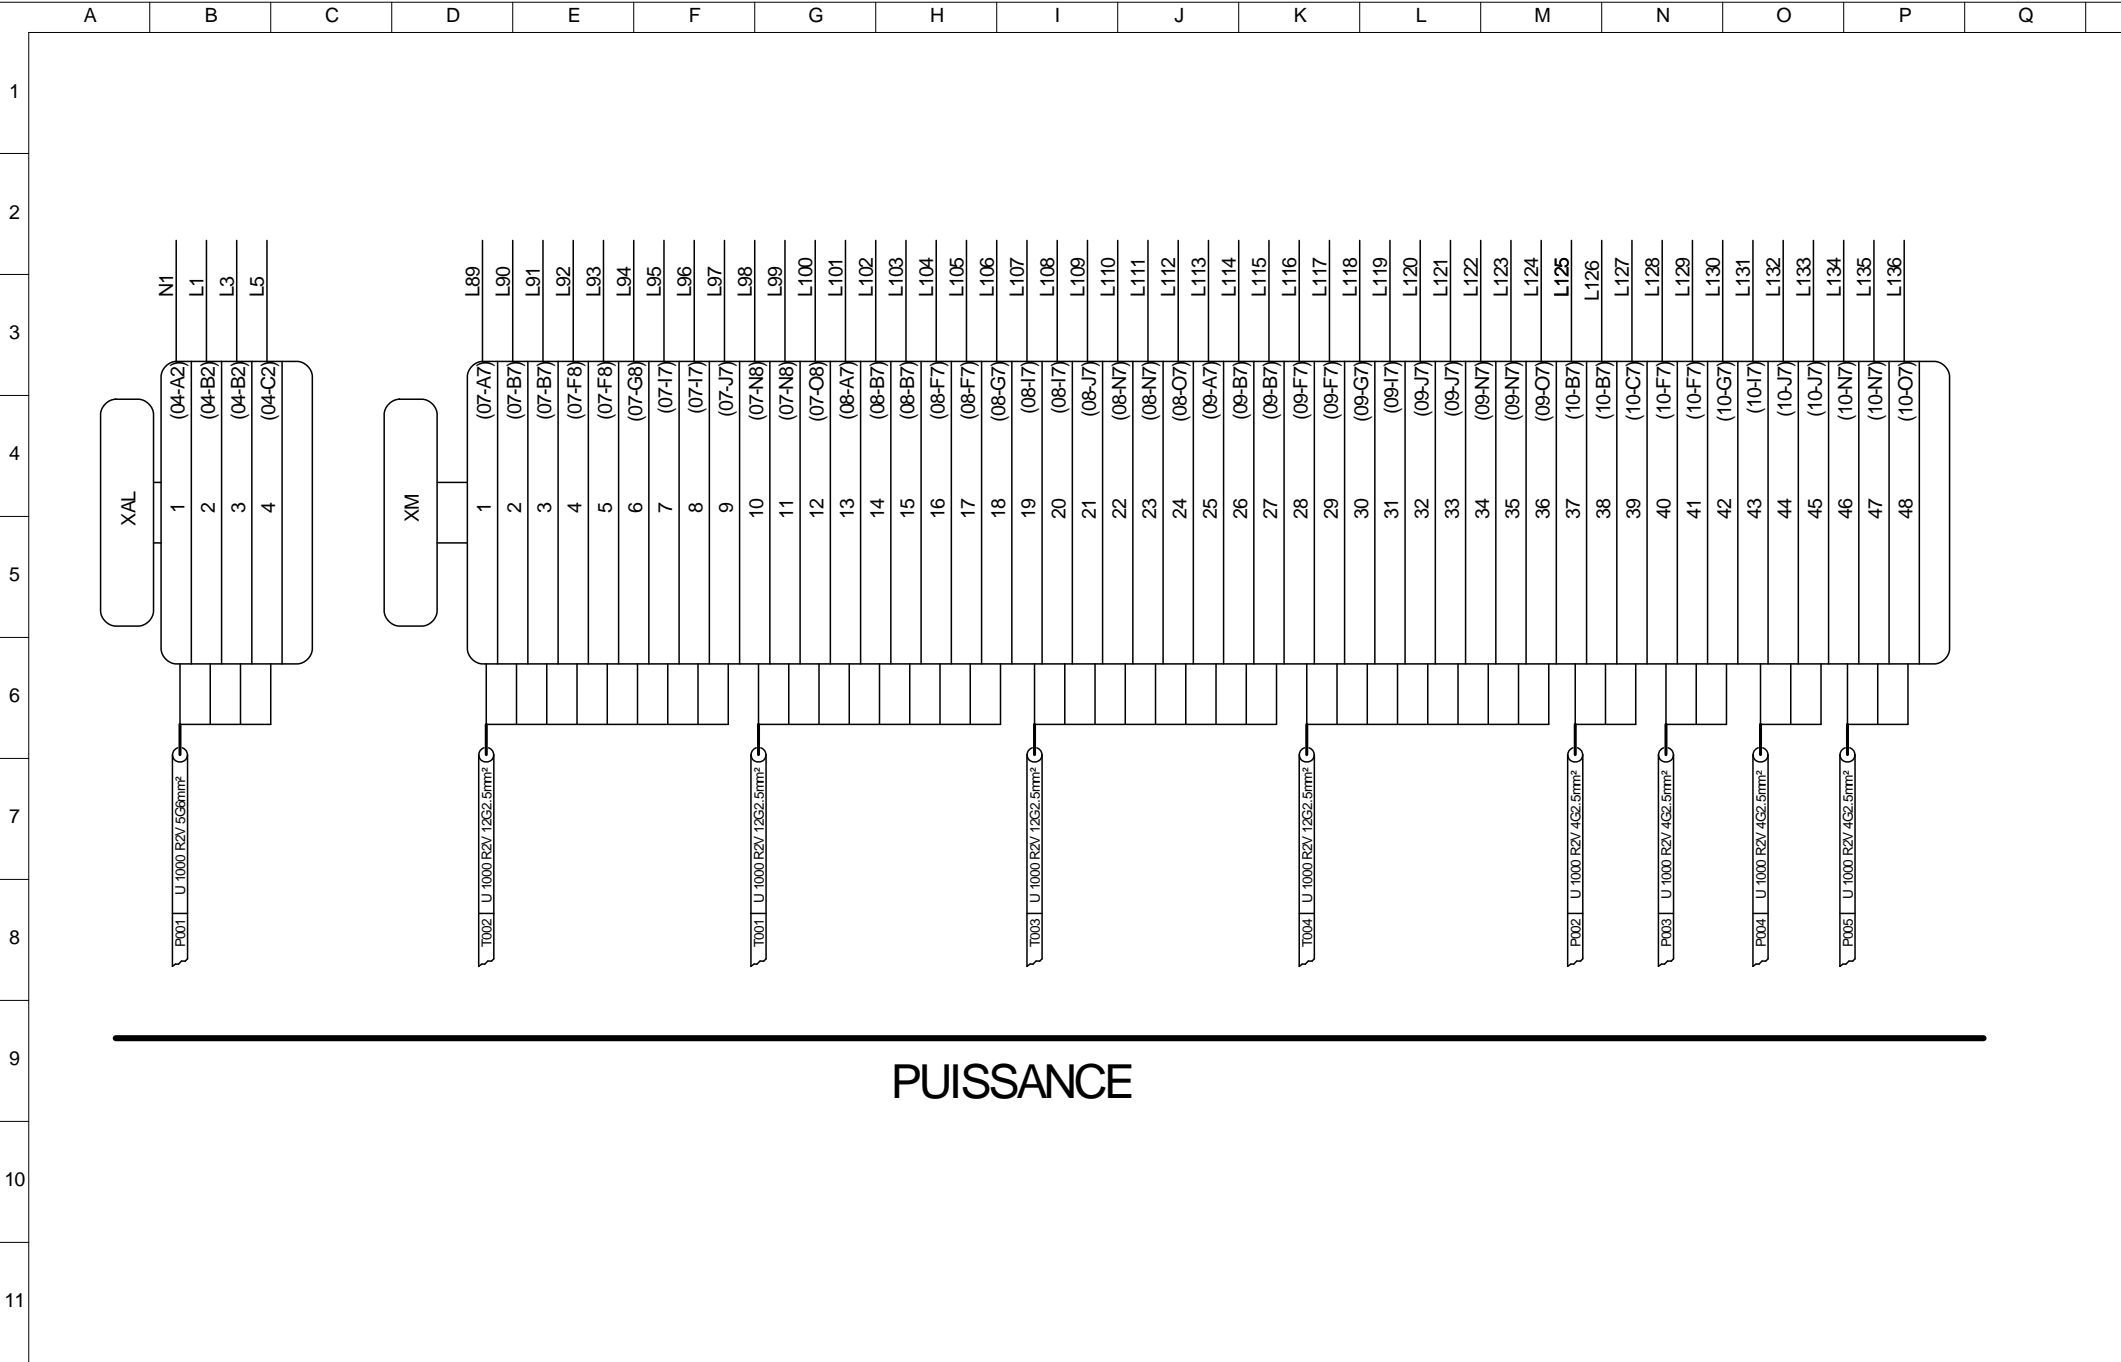 A B C D E F G H I J K L M N O P Q
1
2
N1 L1 L3 L5 L89 L90 L91 L92 L93 L94 L95 L96 L97 L98 L99 L100 L101 L102 L103 L104 L105 L106 L107 L108 L109 L110 L111 L112 L113 L114 L115 L116 L117 L118 L119 L120 L121 L122 L123 L124 L125 L126 L127 L128 L129 L130 L131 L132 L133 L134 L135 L136
3
(04-A2) (04-B2) (04-B2) (04-C2) (07-A7) (07-B7) (07-B7) (07-F8) (07-F8) (07-G8) (07-I7) (07-I7) (07-J7) (07-N8) (07-N8) (07-O8) (08-A7) (08-B7) (08-B7) (08-F7) (08-F7) (08-G7) (08-I7) (08-I7) (08-J7) (08-N7) (08-N7) (08-O7) (09-A7) (09-B7) (09-B7) (09-F7) (09-F7) (09-G7) (09-I7) (09-J7) (09-J7) (09-N7) (09-N7) (09-O7) (10-B7) (10-B7) (10-C7) (10-F7) (10-F7) (10-G7) (10-I7) (10-J7) (10-J7) (10-N7) (10-N7) (10-O7)
4
XAL 1 2 3 4 XM 1 2 3 4 5 6 7 8 9 10 11 12 13 14 15 16 17 18 19 20 21 22 23 24 25 26 27 28 29 30 31 32 33 34 35 36 37 38 39 40 41 42 43 44 45 46 47 48
5
6
7
P001 U 1000 R2V 5G6mm²
T002 U 1000 R2V 12G2.5mm²
T001 U 1000 R2V 12G2.5mm²
T003 U 1000 R2V 12G2.5mm²
T004 U 1000 R2V 12G2.5mm²
P002 U 1000 R2V 4G2.5mm²
P003 U 1000 R2V 4G2.5mm²
P004 U 1000 R2V 4G2.5mm²
P005 U 1000 R2V 4G2.5mm²
8
9
PUISSANCE
10
11